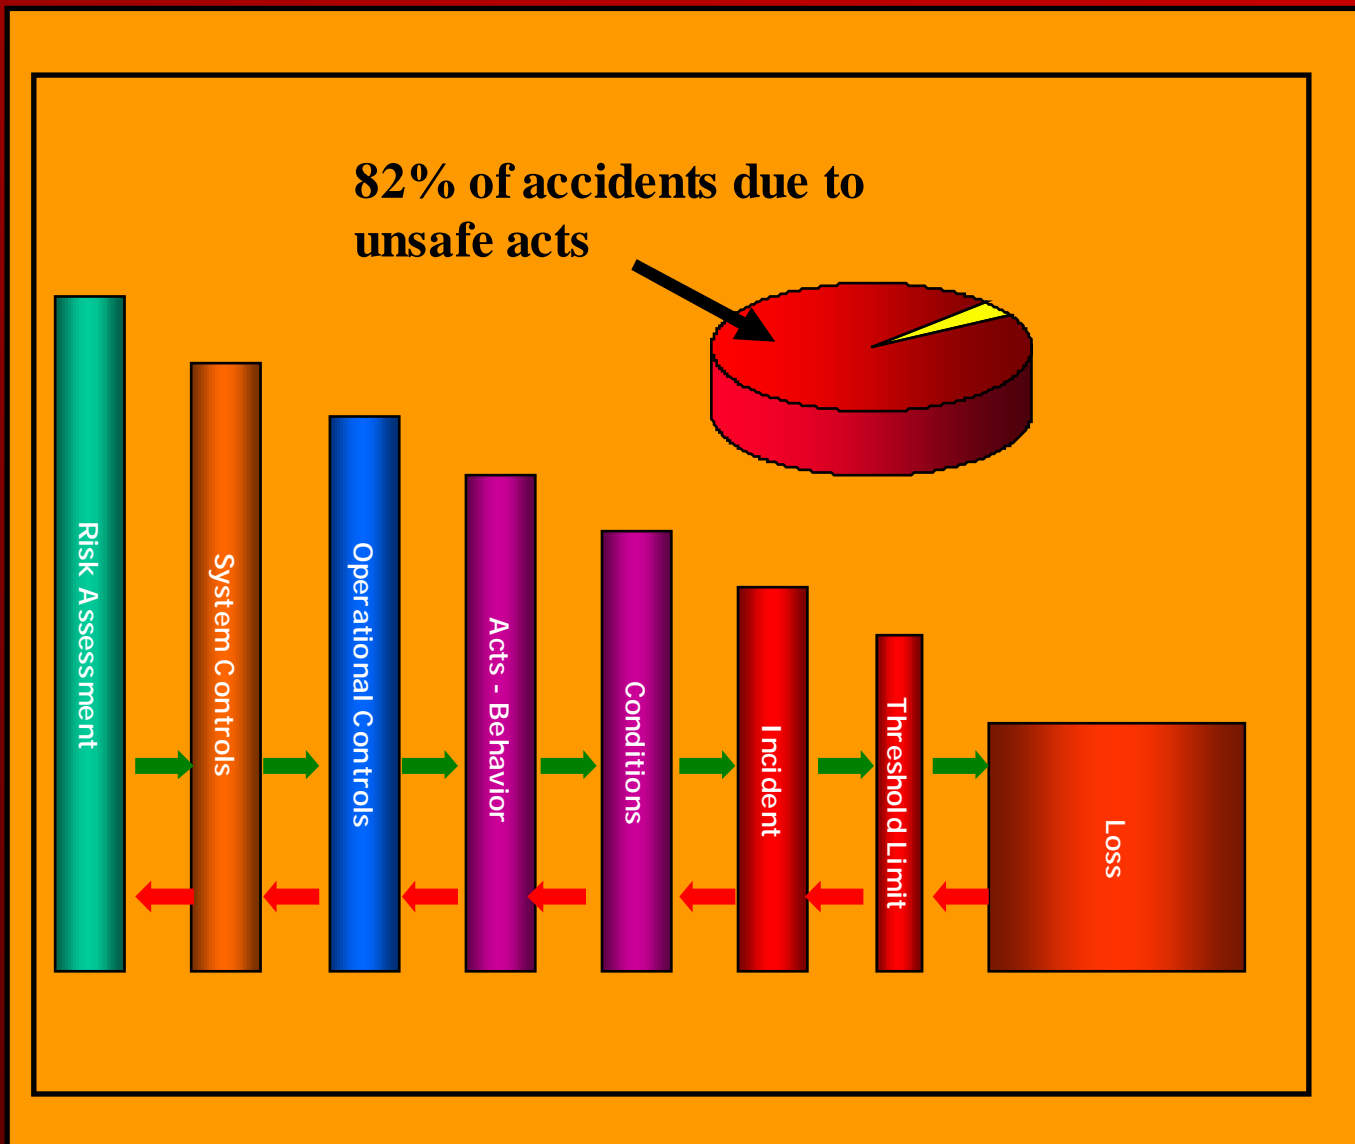 82% of accidents due to
unsafe acts
Risk Assessment
System Controls
Operational Controls
Acts - Behavior
Conditions
Incident
Threshold Limit
Loss